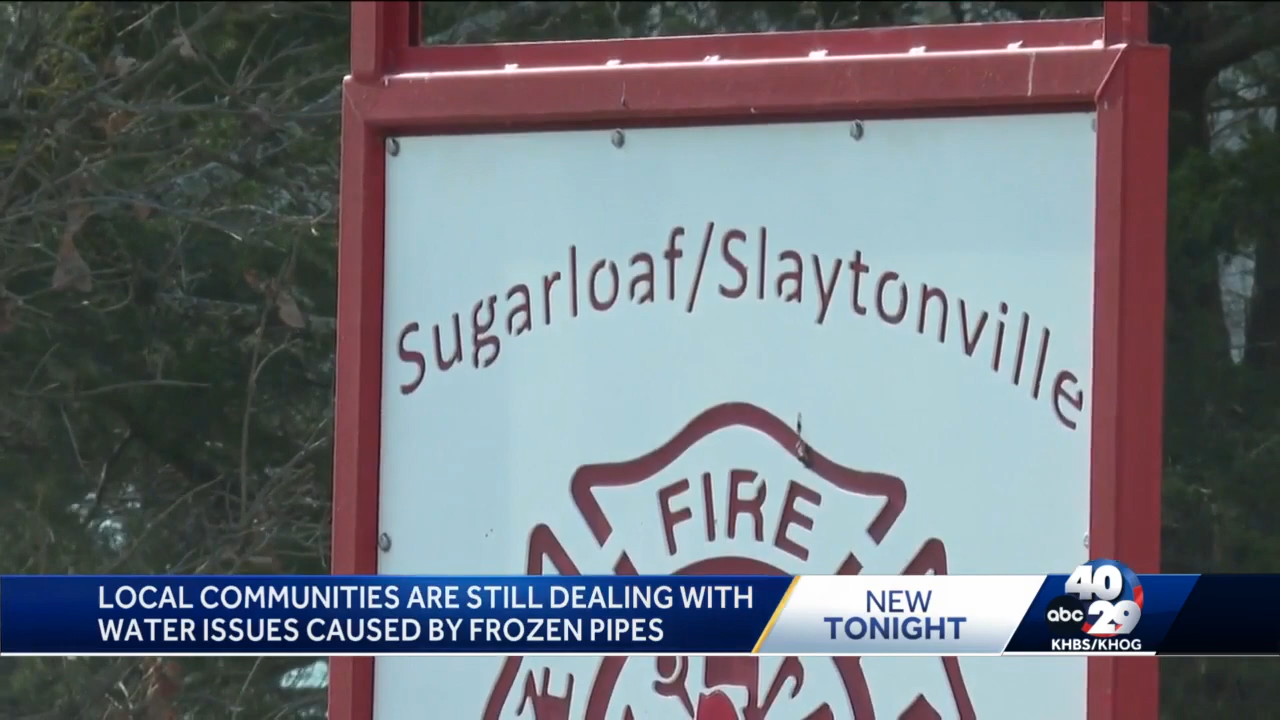 Sugarloaf/Slaytonville
FIRE
LOCAL COMMUNITIES ARE STILL DEALING WITH
WATER ISSUES CAUSED BY FROZEN PIPES
NEW
TONIGHT
40
abc 29
KHBS/KHOG